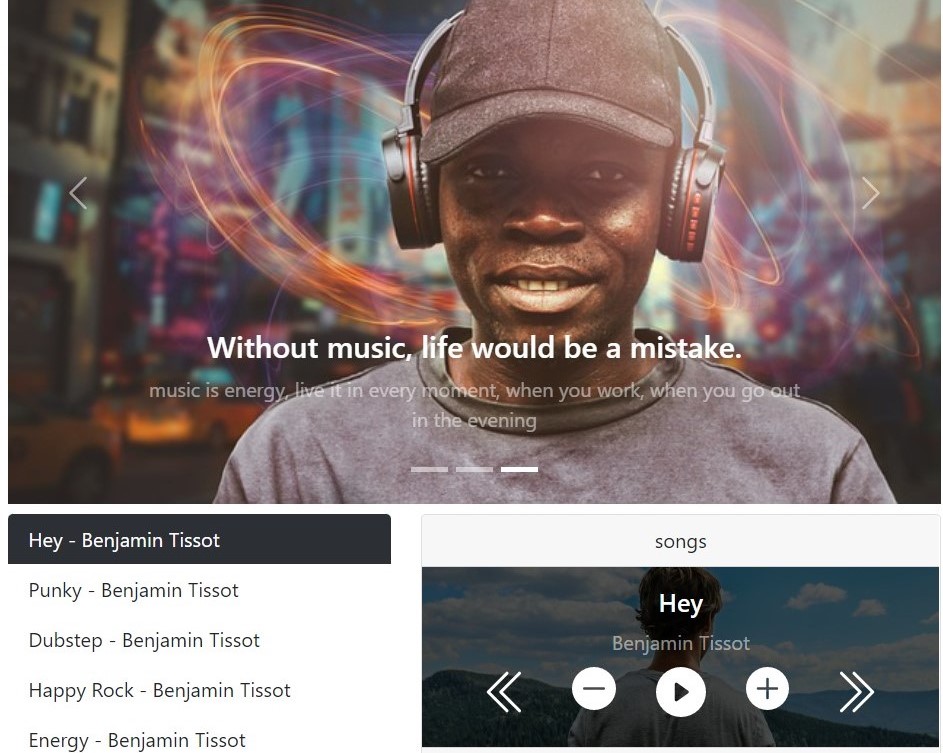 Without music, life would be a mistake.
music is energy, live it in every moment, when you work, when you go out
in the evening
Hey - Benjamin Tissot
Punky - Benjamin Tissot
Dubstep - Benjamin Tissot
Happy Rock - Benjamin Tissot
Energy - Benjamin Tissot
songs
Hey
Benjamin Tissot